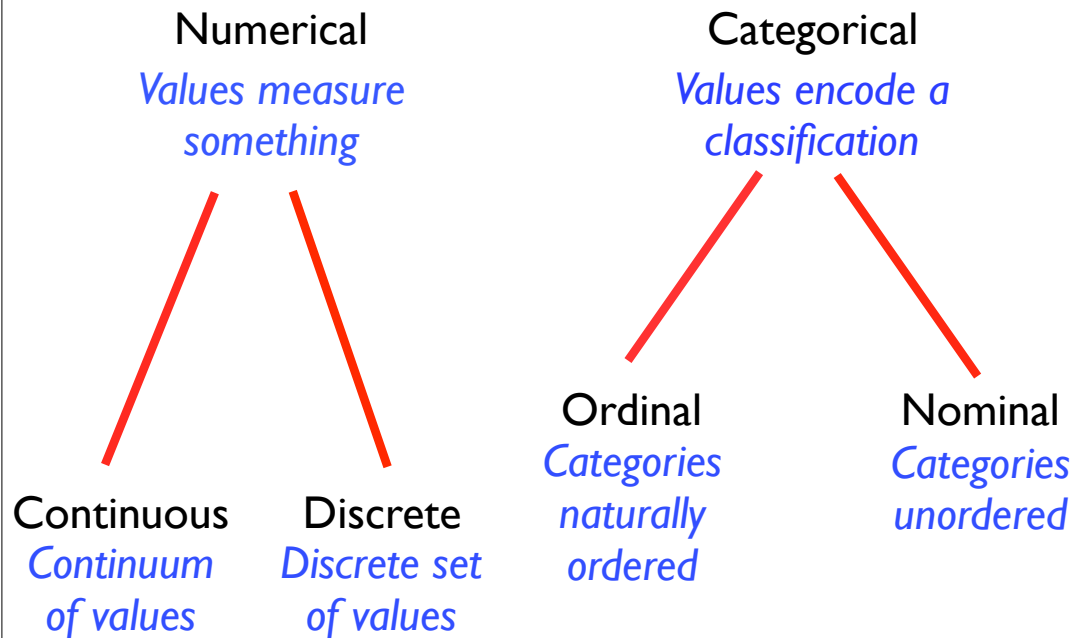 Numerical
Values measure
something
Categorical
Values encode a
classification
Continuous
Continuum
of values
Discrete
Discrete set
of values
Ordinal
Categories
naturally
ordered
Nominal
Categories
unordered